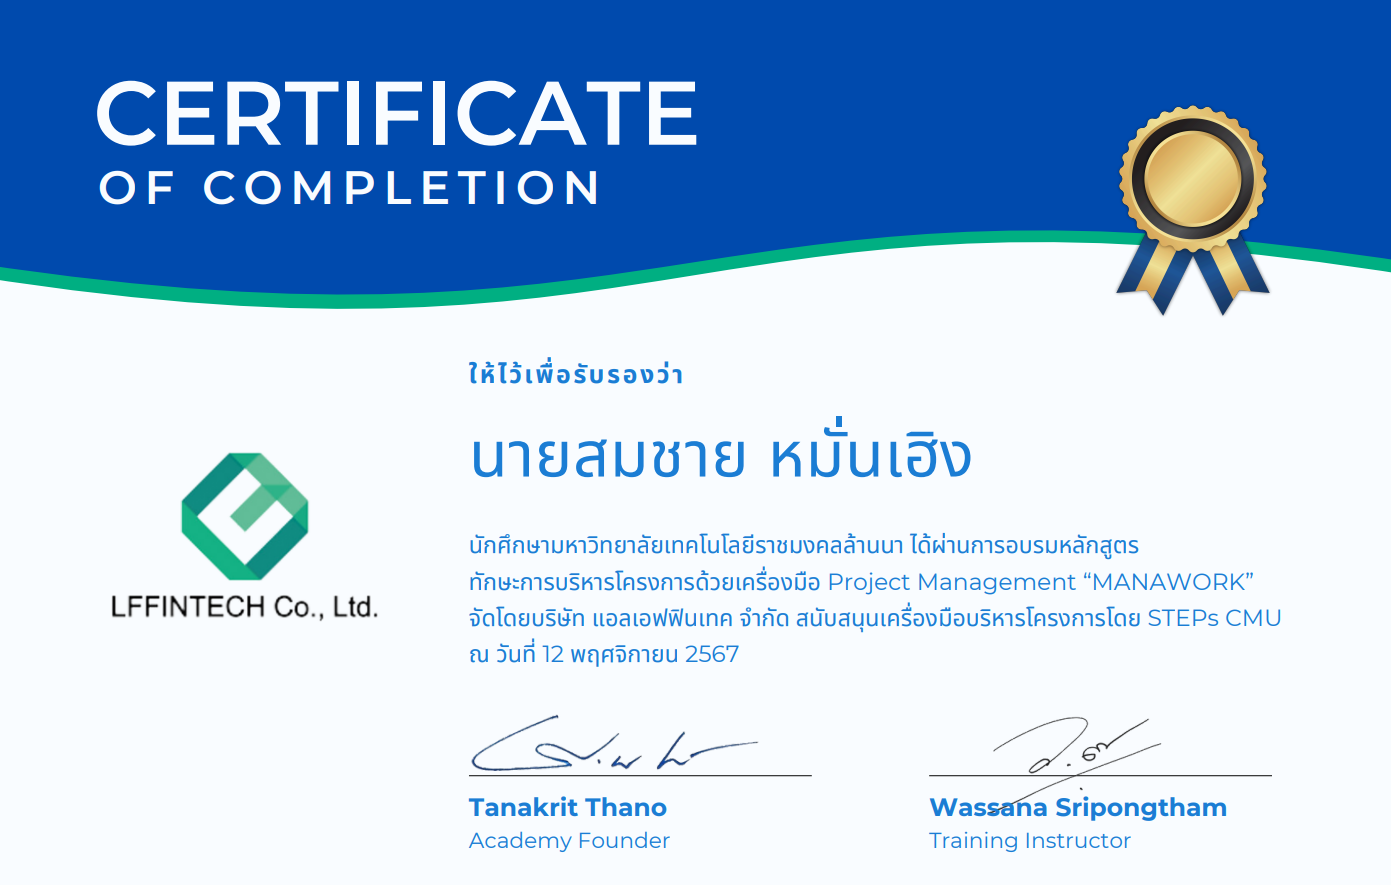 CERTIFICATE
OF COMPLETION
ให้ไว้เพื่อรับรองว่า
นายสมชาย หมั่นเฮิง
LFFINTECH Co., Ltd.
นักศึกษามหาวิทยาลัยเทคโนโลยีราชมงคลล้านนา ได้ผ่านการอบรมหลักสูตร
ทักษะการบริหารโครงการด้วยเครื่องมือ Project Management “MANAWORK”
จัดโดยบริษัท แอลเอฟฟินเทค จำกัด สนับสนุนเครื่องมือบริหารโครงการโดย STEPs CMU
ณ วันที่ 12 พฤศจิกายน 2567
Tanakrit Thano
Academy Founder
Wassana Sripongtham
Training Instructor